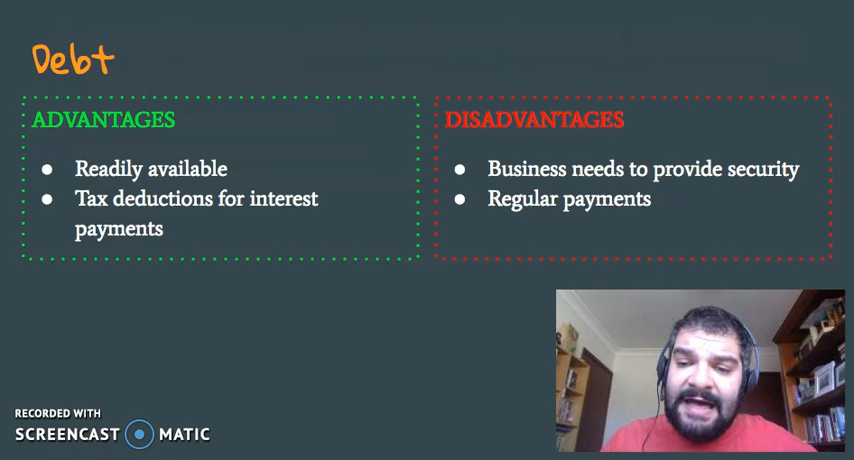 Debt
ADVANTAGES
● Readily available
● Tax deductions for interest
payments
DISADVANTAGES
● Business needs to provide security
● Regular payments
RECORDED WITH
SCREENCAST MATIC